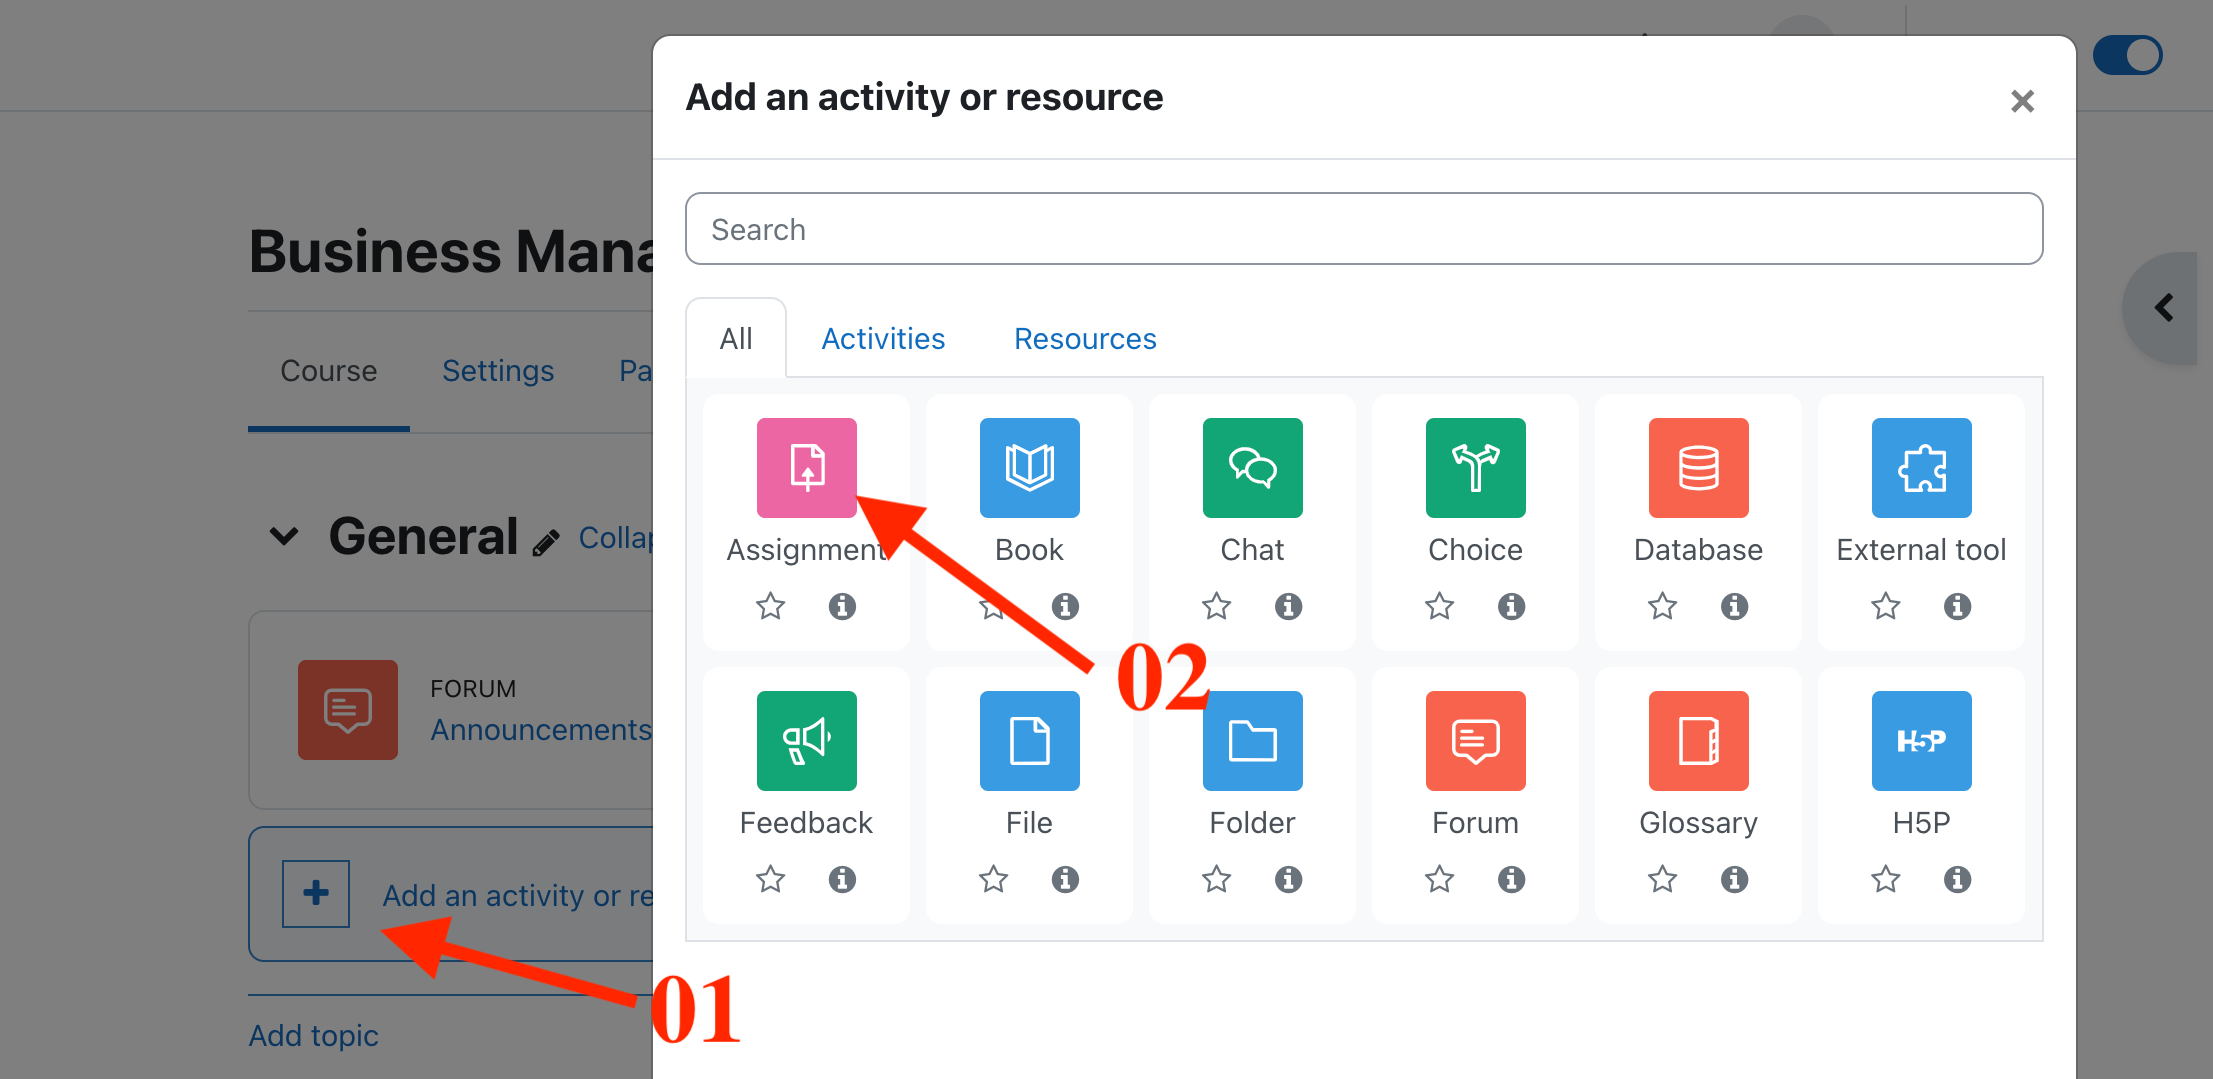 Add an activity or resource
Search
All
Activities
Resources
Assignment
Book
Chat
Choice
Database
External tool
02
Feedback
File
Folder
Forum
Glossary
H5P
H5P
Business Mana
Course
Settings
Pa
General
Collap
FORUM
Announcements
Add an activity or re
01
Add topic